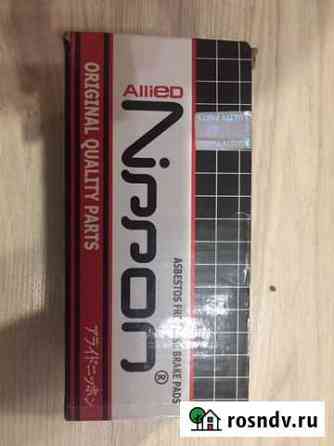 ORIGINAL QUALITY PARTS
アライドニッポン
ALLiED
Nippon®
ASBESTOS FREE DISC BRAKE PADS
rosndv.ru